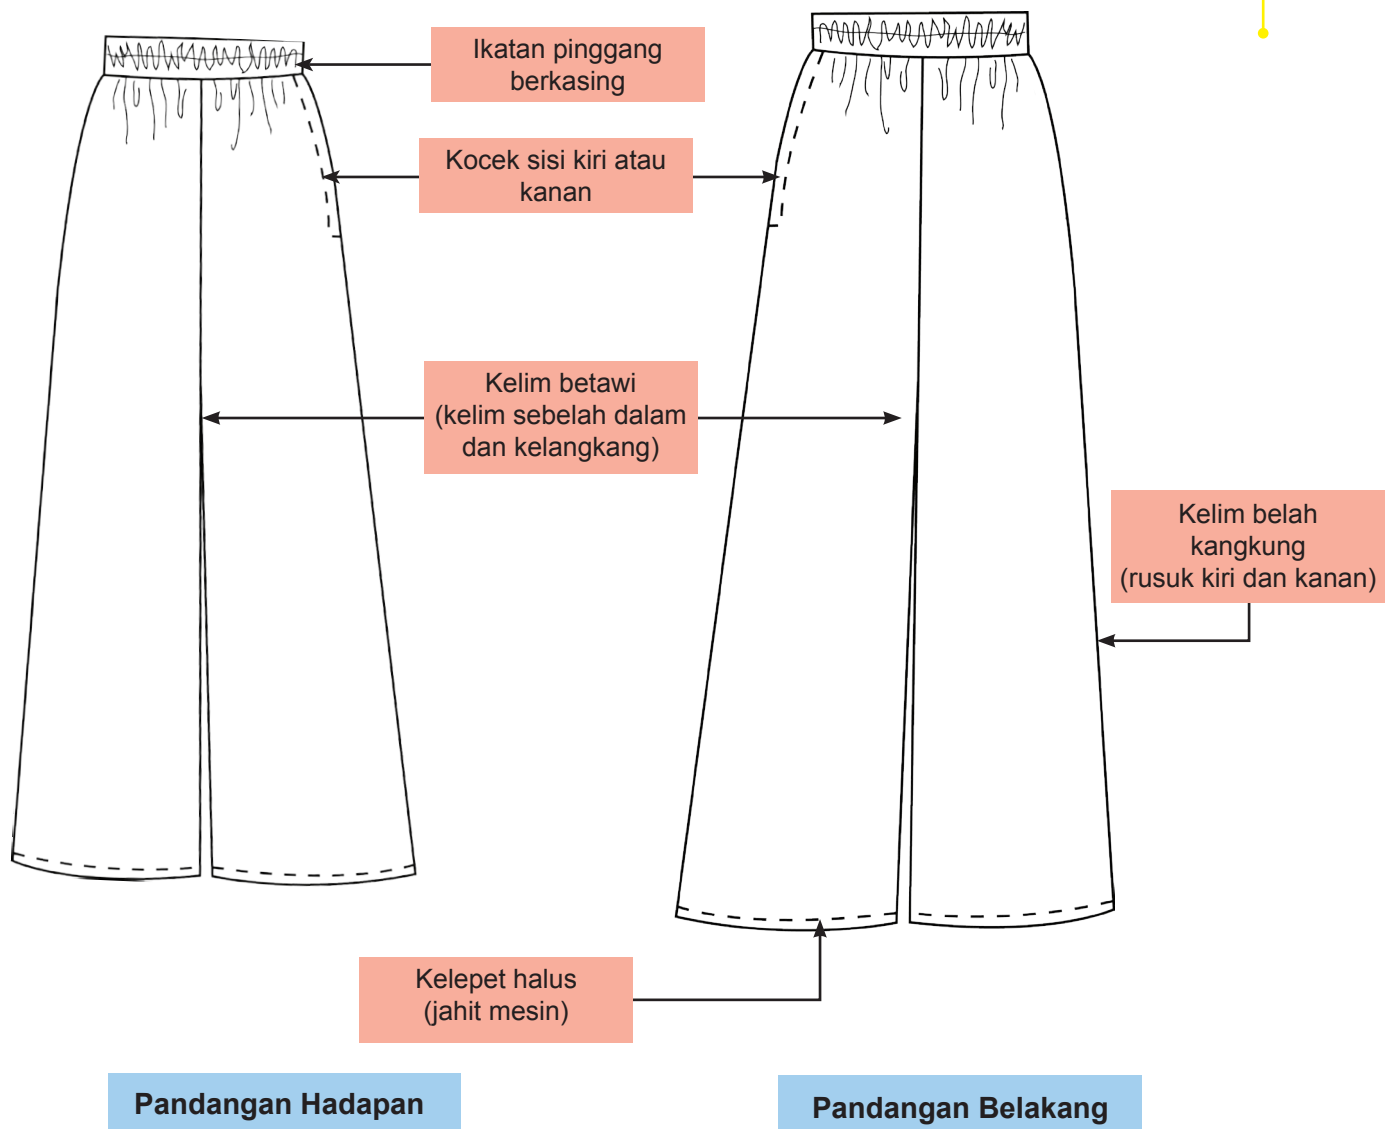 Ikatan pinggang
berkasing
Kocek sisi kiri atau
kanan
Kelim betawi
(kelim sebelah dalam
dan kelangkang)
Kelim belah
kangkung
(rusuk kiri dan kanan)
Kelepet halus
(jahit mesin)
Pandangan Hadapan
Pandangan Belakang